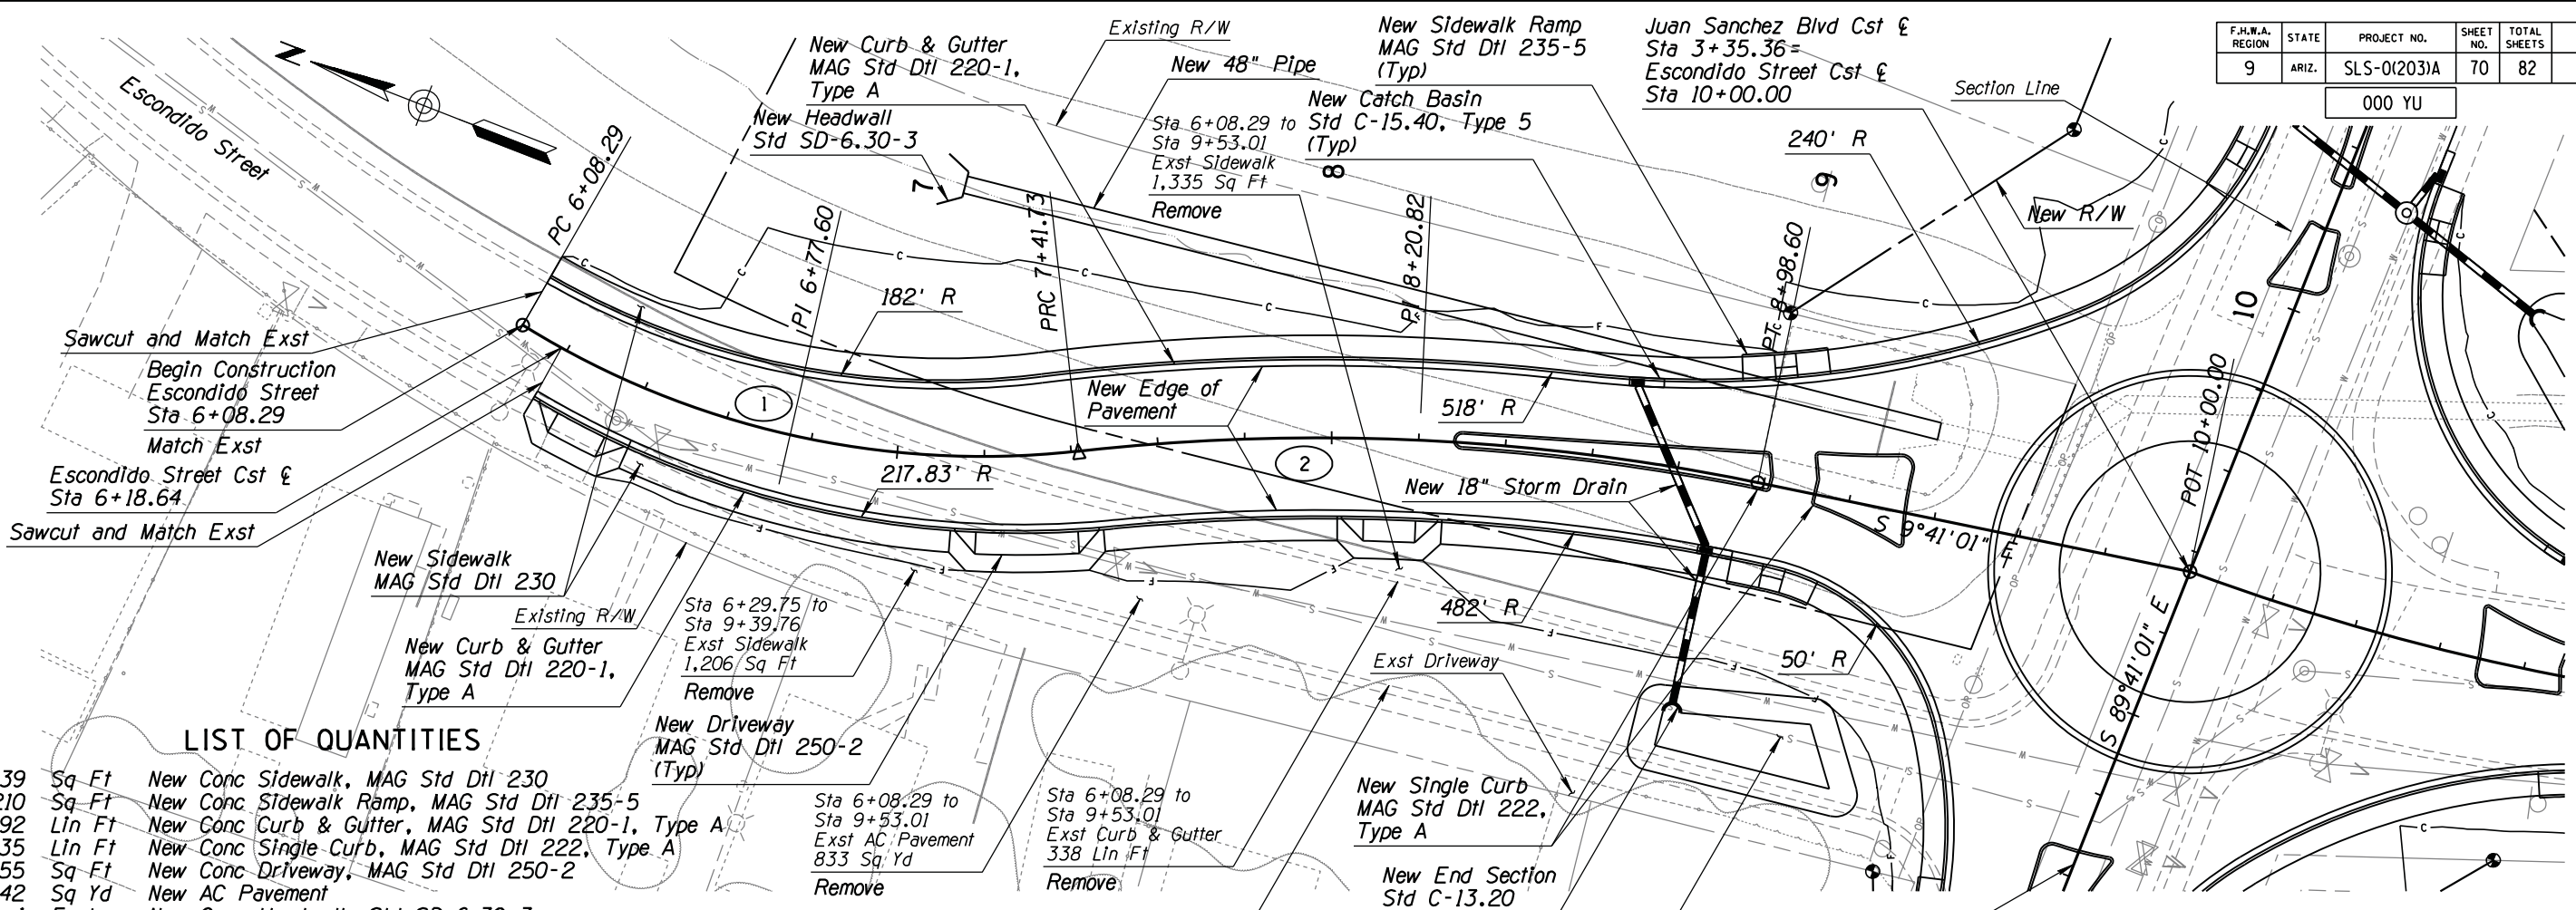 F.H.W.A. REGION STATE PROJECT NO. SHEET NO. TOTAL SHEETS
9 ARIZ. SLS-0(203)A 70 82
000 YU
N
Escondido Street
PC 6+08.29
New Curb & Gutter
MAG Std Dtl 220-1,
Type A
New Headwall
Std SD-6.30-3
Existing R/W
New 48" Pipe
Sta 6+08.29 to
Sta 9+53.01
Exst Sidewalk
1,335 Sq Ft
Remove
New Sidewalk Ramp
MAG Std Dtl 235-5
(Typ)
New Catch Basin
Std C-15.40, Type 5
(Typ)
Juan Sanchez Blvd Cst ℄
Sta 3+35.36=
Escondido Street Cst ℄
Sta 10+00.00
Section Line
240' R
New R/W
7
8
9
10
PI 6+77.60
PRC 7+41.73
PI 8+20.82
PT 8+98.60
POT 10+00.00
182' R
Sawcut and Match Exst
Begin Construction
Escondido Street
Sta 6+08.29
Match Exst
Escondido Street Cst ℄
Sta 6+18.64
Sawcut and Match Exst
1
2
New Edge of
Pavement
518' R
217.83' R
New 18" Storm Drain
S 9°41'01" E
S 89°41'01" E
New Sidewalk
MAG Std Dtl 230
Existing R/W
New Curb & Gutter
MAG Std Dtl 220-1,
Type A
Sta 6+29.75 to
Sta 9+39.76
Exst Sidewalk
1,206 Sq Ft
Remove
482' R
Exst Driveway
50' R
New Driveway
MAG Std Dtl 250-2
(Typ)
Sta 6+08.29 to
Sta 9+53.01
Exst AC Pavement
833 Sq Yd
Remove
Sta 6+08.29 to
Sta 9+53.01
Exst Curb & Gutter
338 Lin Ft
Remove
New Single Curb
MAG Std Dtl 222,
Type A
New End Section
Std C-13.20
LIST OF QUANTITIES
39 Sq Ft New Conc Sidewalk, MAG Std Dtl 230
210 Sq Ft New Conc Sidewalk Ramp, MAG Std Dtl 235-5
92 Lin Ft New Conc Curb & Gutter, MAG Std Dtl 220-1, Type A
35 Lin Ft New Conc Single Curb, MAG Std Dtl 222, Type A
55 Sq Ft New Conc Driveway, MAG Std Dtl 250-2
42 Sq Yd New AC Pavement